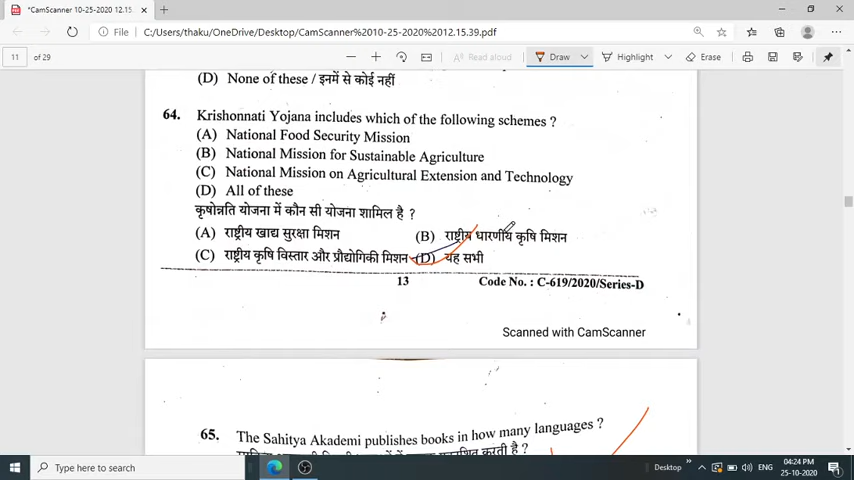 *CamScanner 10-25-2020 12.15.
C:/Users/thaku/OneDrive/Desktop/CamScanner%2010-25-2020%2012.15.39.pdf
11 of 29
Read aloud
Draw
Highlight
Erase
(D) None of these / इनमें से कोई नहीं
64. Krishonnati Yojana includes which of the following schemes ?
(A) National Food Security Mission
(B) National Mission for Sustainable Agriculture
(C) National Mission on Agricultural Extension and Technology
(D) All of these
कृषोन्नति योजना में कौन सी योजना शामिल है ?
(A) राष्ट्रीय खाद्य सुरक्षा मिशन (B) राष्ट्रीय धारणीय कृषि मिशन
(C) राष्ट्रीय कृषि विस्तार और प्रौद्योगिकी मिशन (D) यह सभी
13 Code No. : C-619/2020/Series-D
Scanned with CamScanner
65. The Sahitya Akademi publishes books in how many languages ?
करती है ?
Type here to search
Desktop
ENG
04:24 PM
25-10-2020